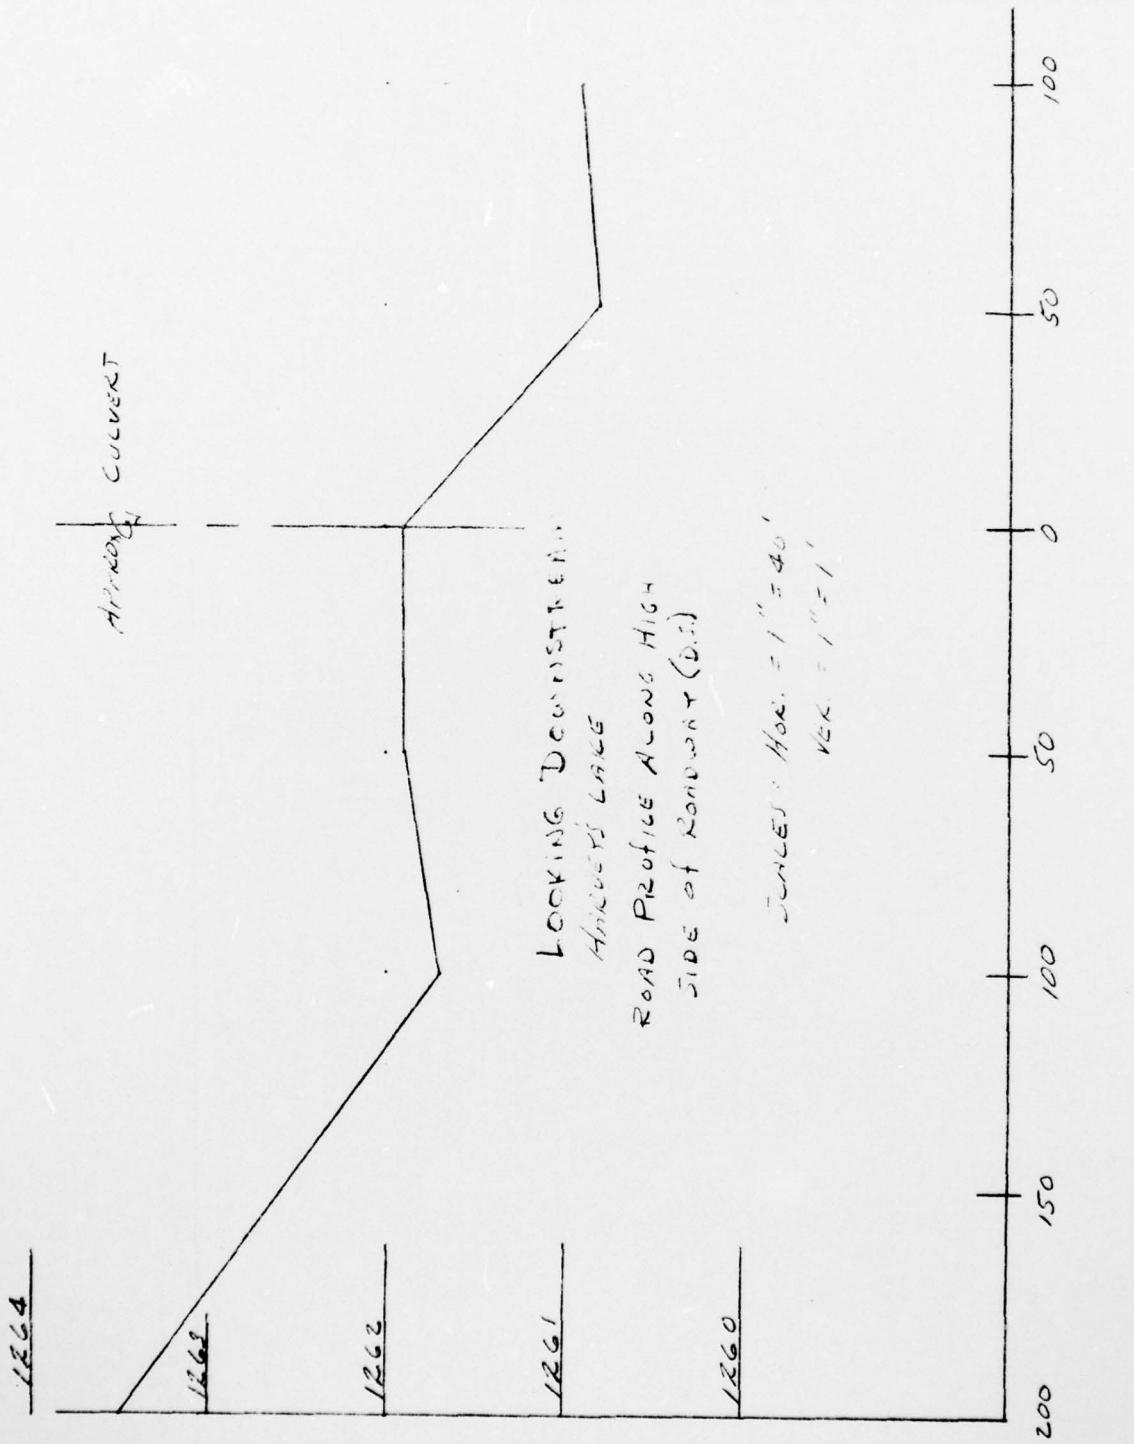 1264
1263
1262
1261
1260
APPROX ℄ CULVERT
LOOKING DOWNSTREAM
HARVEYS LAKE
ROAD PROFILE ALONG HIGH
SIDE OF ROADWAY (D.S.)
SCALES: HOR. = 1" = 40'
VER. = 1" = 1'
200
150
100
50
0
50
100